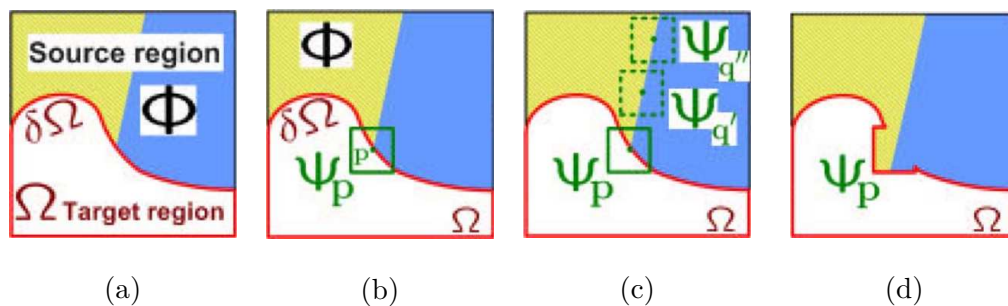 Source region
Φ
δΩ
Ω Target region
(a)
Φ
δΩ
p
Ψp
Ω
(b)
Ψq''
Ψq'
Ψp
Ω
(c)
Ψp
Ω
(d)